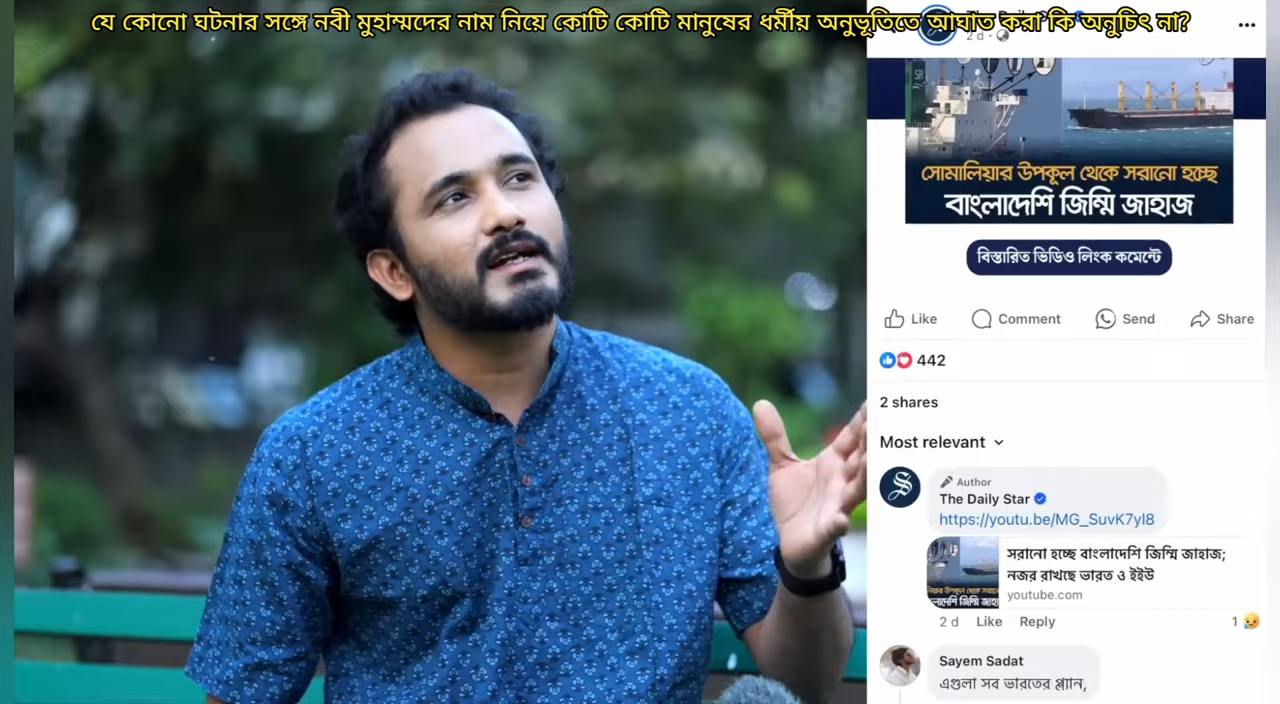 যে কোনো ঘটনার সঙ্গে নবী মুহাম্মদের নাম নিয়ে কোটি কোটি মানুষের ধর্মীয় অনুভূতিতে আঘাত করা কি অনুচিৎ না?
2 d
সোমালিয়ার উপকূল থেকে সরানো হচ্ছে
বাংলাদেশি জিম্মি জাহাজ
বিস্তারিত ভিডিও লিংক কমেন্টে
Like Comment Send Share
442
2 shares
Most relevant
Author
The Daily Star
https://youtu.be/MG_SuvK7yI8
সরানো হচ্ছে বাংলাদেশি জিম্মি জাহাজ;
নজর রাখছে ভারত ও ইইউ
youtube.com
2 d Like Reply 1
Sayem Sadat
এগুলা সব ভারতের প্ল্যান,